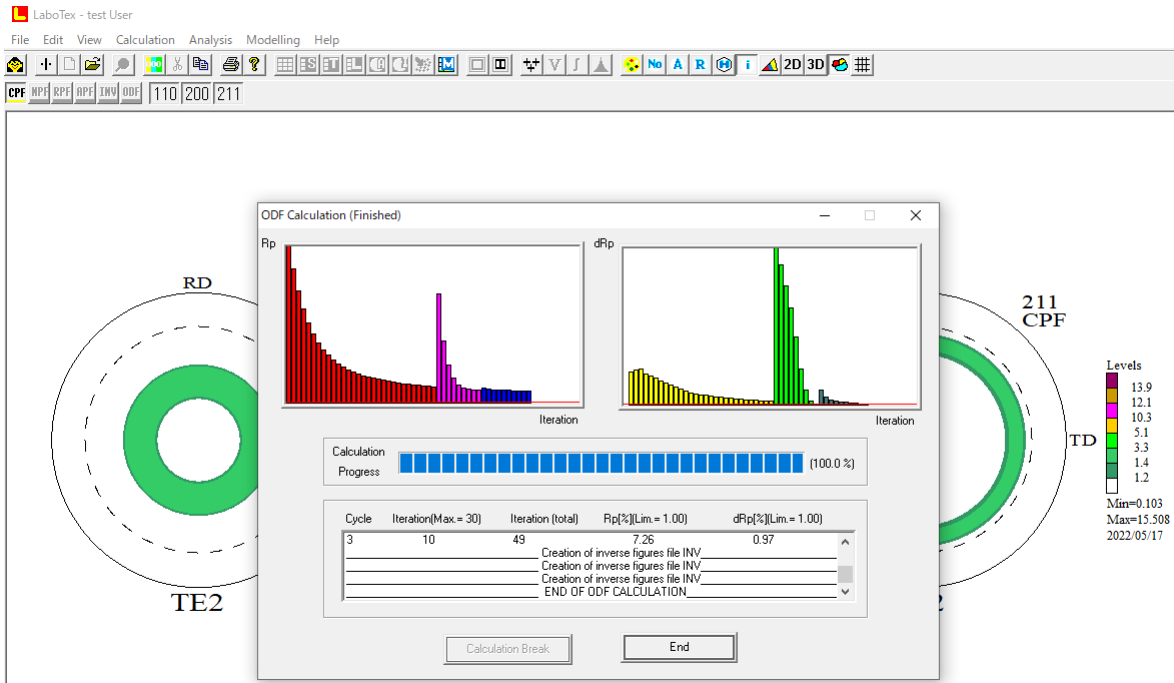 LaboTex - test User
File Edit View Calculation Analysis Modelling Help
No A R H i 2D 3D
CPF NPF RPF APF INV ODF 110 200 211
ODF Calculation (Finished)
Rp
dRp
Iteration
Iteration
RD
211
CPF
Levels
13.9
12.1
10.3
5.1
3.3
1.4
1.2
TD
Min=0.103
Max=15.508
2022/05/17
TE2
2
Calculation
Progress
(100.0 %)
Cycle Iteration(Max.= 30) Iteration (total) Rp[%](Lim.= 1.00) dRp[%](Lim.= 1.00)
3 10 49 7.26 0.97
Creation of inverse figures file INV
Creation of inverse figures file INV
Creation of inverse figures file INV
END OF ODF CALCULATION
Calculation Break
End